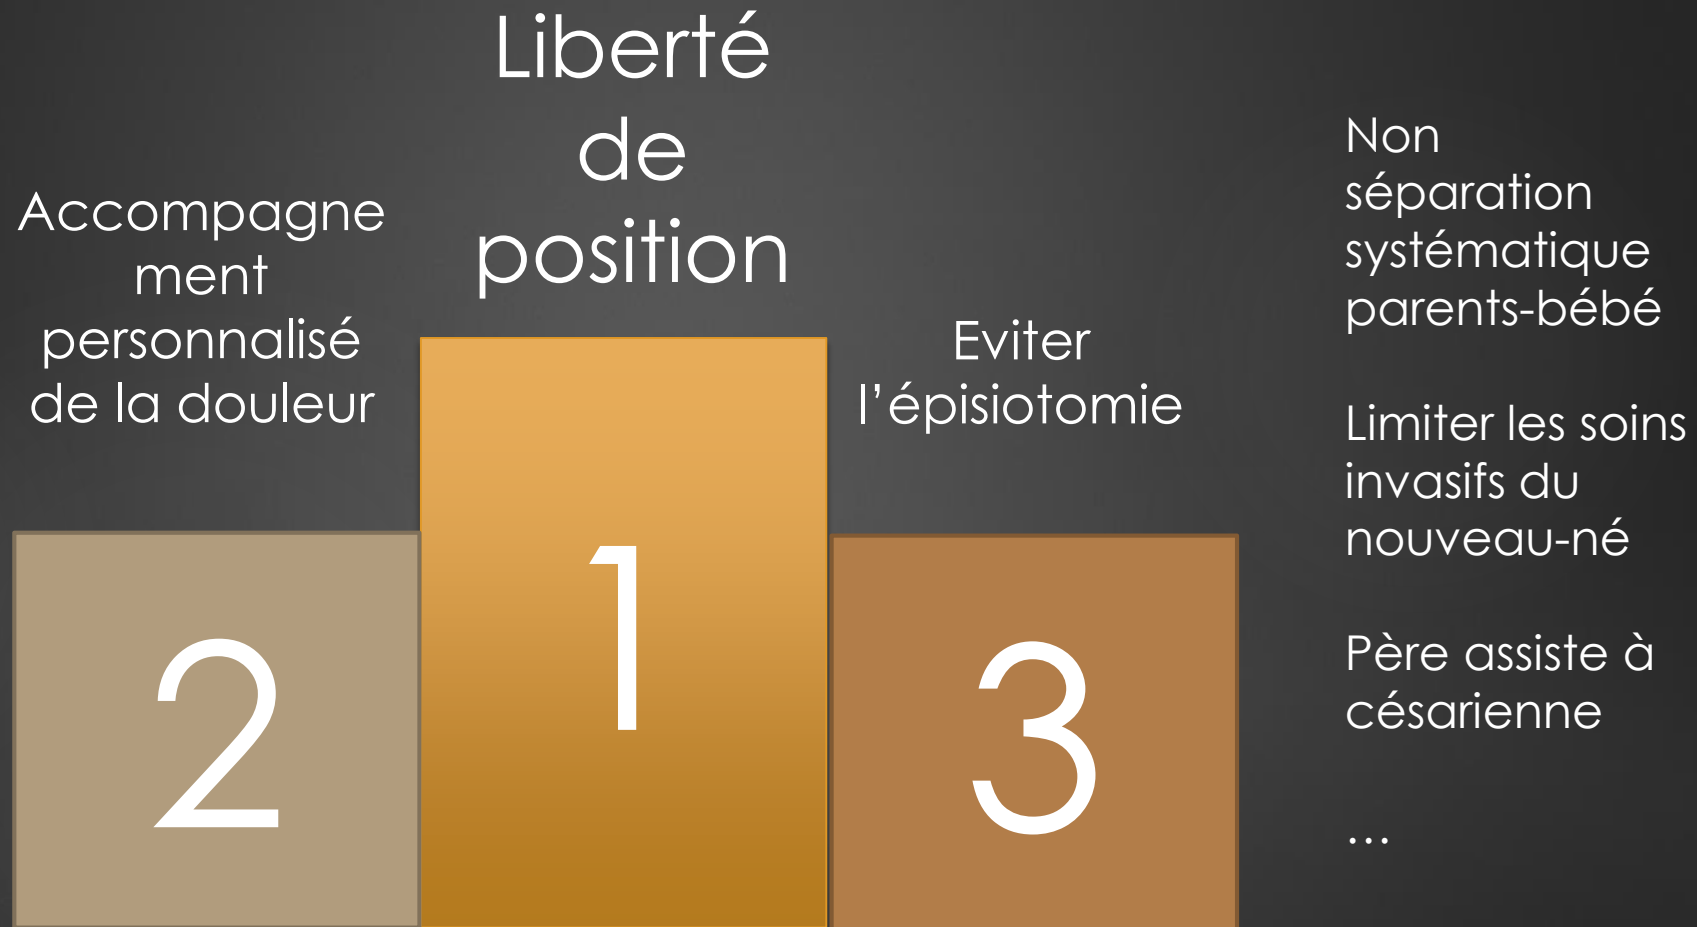 Liberté
de
position
Accompagne
ment
personnalisé
de la douleur
Eviter
l’épisiotomie
2
1
3
Non
séparation
systématique
parents-bébé
Limiter les soins
invasifs du
nouveau-né
Père assiste à
césarienne
…